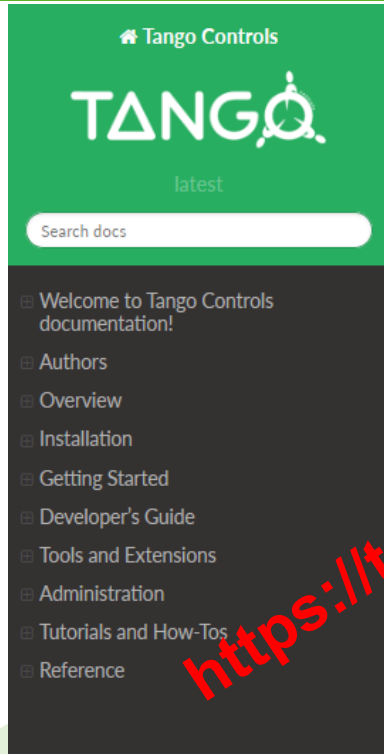 Tango Controls
TANGO
latest
Search docs
Welcome to Tango Controls
documentation!
Authors
Overview
Installation
Getting Started
Developer's Guide
Tools and Extensions
Administration
Tutorials and How-Tos
Reference
https://t